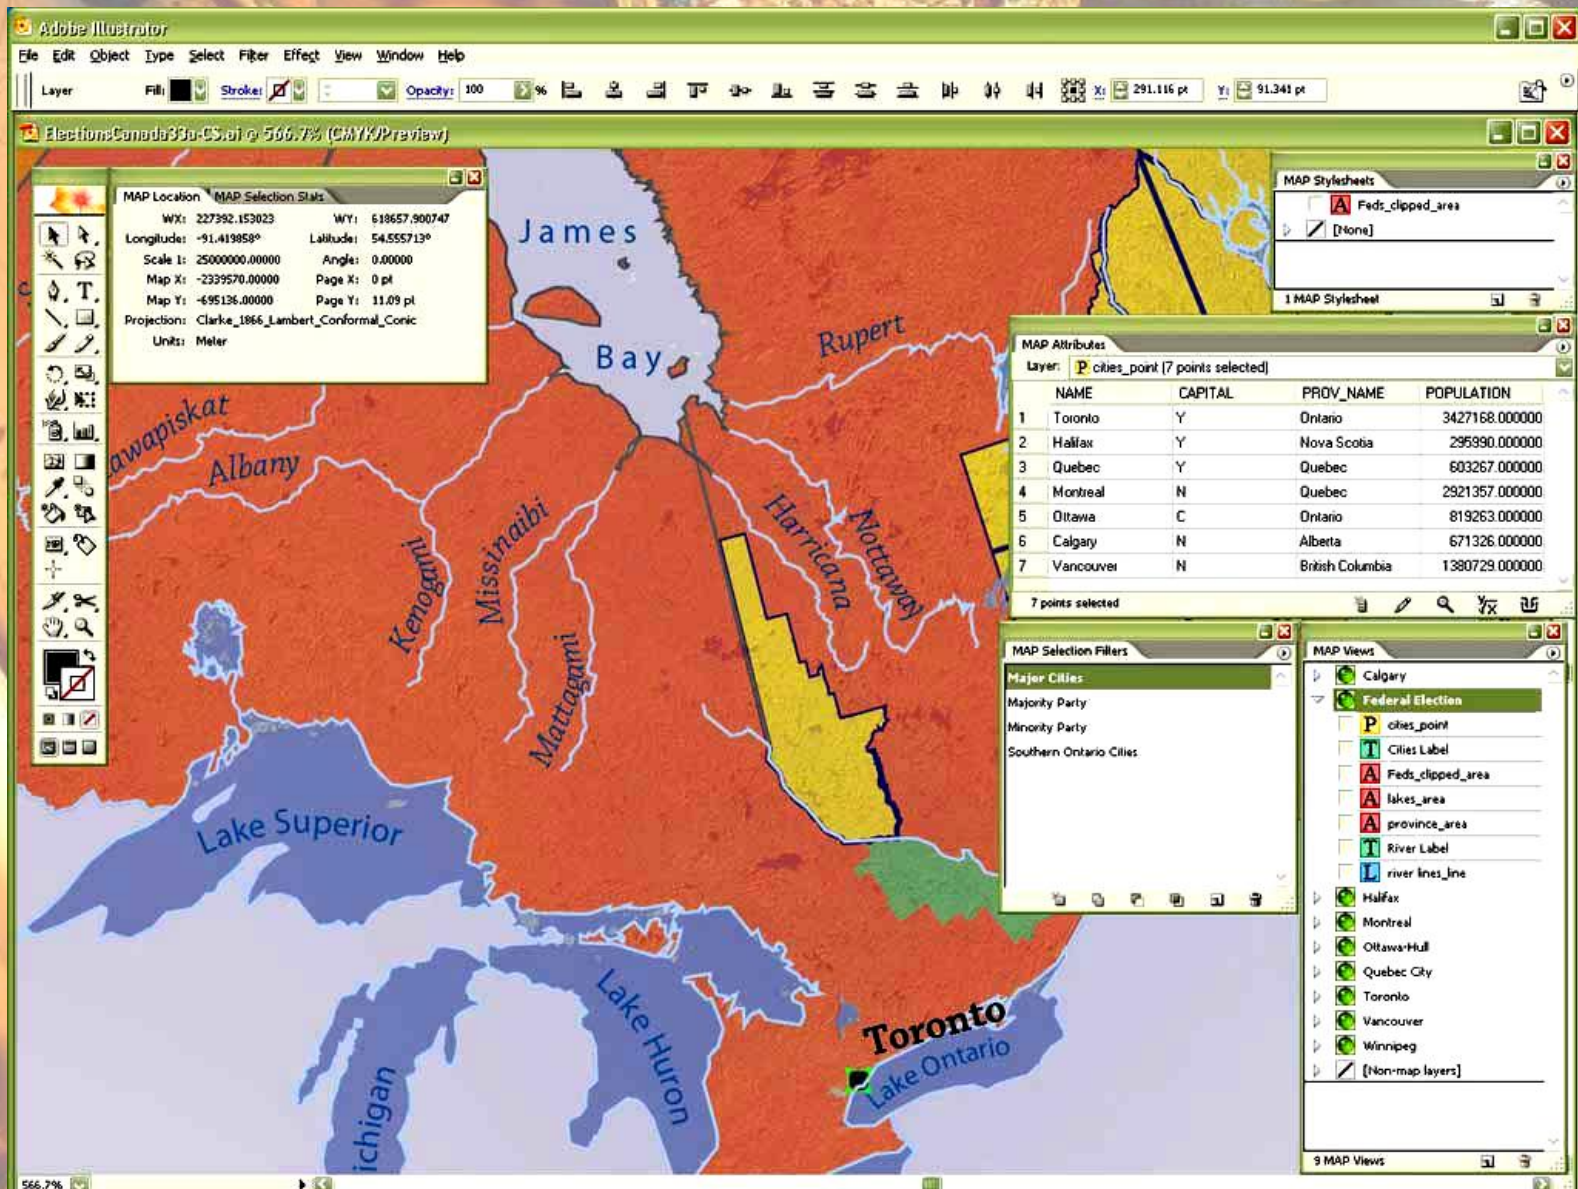 Adobe Illustrator
File Edit Object Type Select Filter Effect View Window Help
Layer Fill: Stroke: Opacity: 100 % X: 291.116 pt Y: 91.341 pt
ElectionsCanada33a-CS.ai @ 566.7% (CMYK/Preview)
MAP Location MAP Selection Stats
WX: 227392.153023 WY: 618657.900747
Longitude: -91.419858° Latitude: 54.555713°
Scale 1: 25000000.00000 Angle: 0.00000
Map X: -2339570.00000 Page X: 0 pt
Map Y: -695136.00000 Page Y: 11.09 pt
Projection: Clarke_1866_Lambert_Conformal_Conic
Units: Meter
James
Bay
Rupert
awapiskat
Albany
Kenogami
Missinaibi
Mattagami
Harricana
Nottaway
Lake Superior
Lake Huron
ichigan
Toronto
Lake Ontario
MAP Stylesheets
A Feds_clipped_area
[None]
1 MAP Stylesheet
MAP Attributes
Layer: P cities_point (7 points selected)
NAME CAPITAL PROV_NAME POPULATION
1 Toronto Y Ontario 3427168.000000
2 Halifax Y Nova Scotia 295990.000000
3 Quebec Y Quebec 603267.000000
4 Montreal N Quebec 2921357.000000
5 Ottawa C Ontario 819263.000000
6 Calgary N Alberta 671326.000000
7 Vancouver N British Columbia 1380729.000000
7 points selected
MAP Selection Filters
Major Cities
Majority Party
Minority Party
Southern Ontario Cities
MAP Views
Calgary
Federal Election
P cities_point
T Cities Label
A Feds_clipped_area
A lakes_area
A province_area
T River Label
L river lines_line
Halifax
Montreal
Ottawa-Hull
Quebec City
Toronto
Vancouver
Winnipeg
[Non-map layers]
9 MAP Views
566.7%